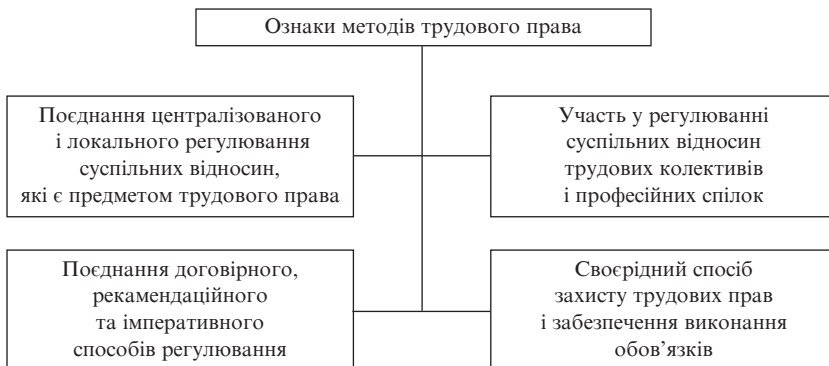 Ознаки методів трудового права
Поєднання централізованого
і локального регулювання
суспільних відносин,
які є предметом трудового права
Участь у регулюванні
суспільних відносин
трудових колективів
і професійних спілок
Поєднання договірного,
рекамендаційного
та імперативного
способів регулювання
Своєрідний спосіб
захисту трудових прав
і забезпечення виконання
обов’язків